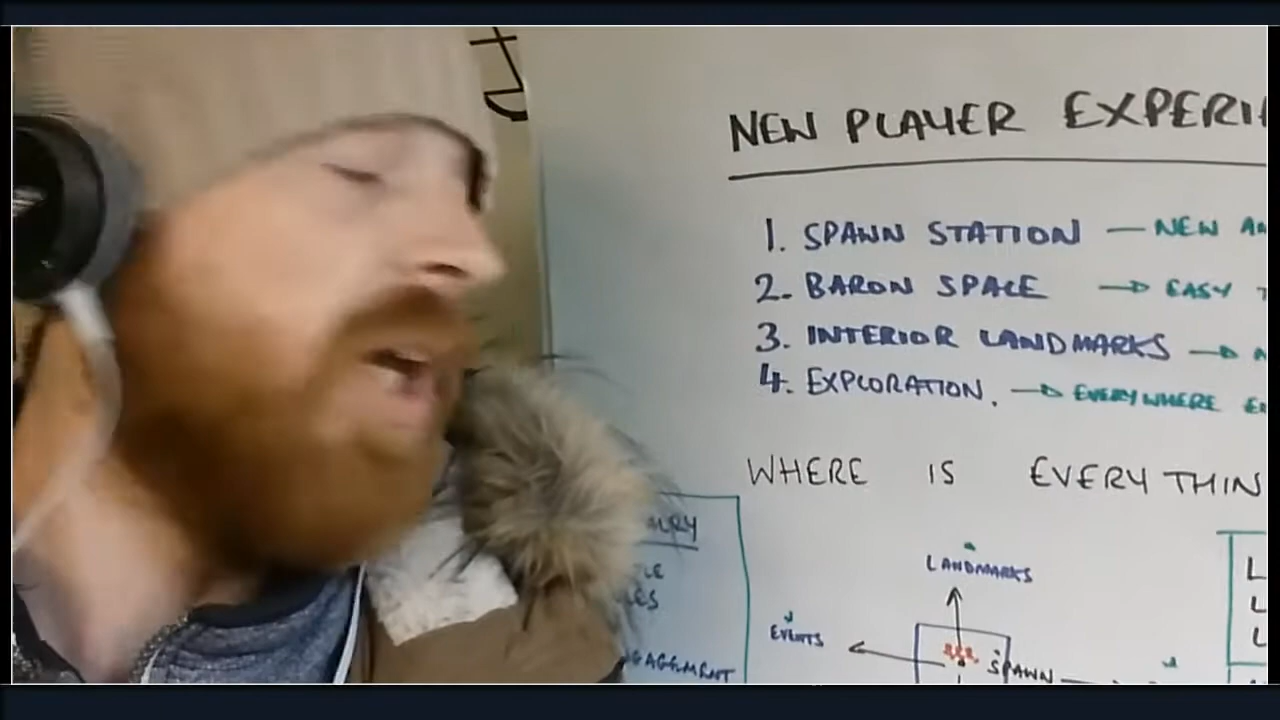 NEW PLAYER EXPERI
1. SPAWN STATION — NEW
2. BARON SPACE → EASY
3. INTERIOR LANDMARKS →
4. EXPLORATION. → EVERYWHERE
WHERE IS EVERYTHIN
LANDMARKS
EVENTS
SPAWN